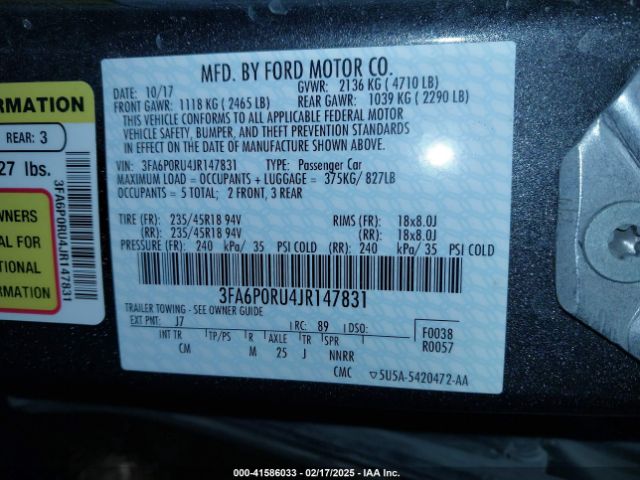 MFD. BY FORD MOTOR CO.
DATE: 10/17 GVWR: 2136 KG ( 4710 LB)
FRONT GAWR: 1118 KG ( 2465 LB) REAR GAWR: 1039 KG ( 2290 LB)
THIS VEHICLE CONFORMS TO ALL APPLICABLE FEDERAL MOTOR
VEHICLE SAFETY, BUMPER, AND THEFT PREVENTION STANDARDS
IN EFFECT ON THE DATE OF MANUFACTURE SHOWN ABOVE.
VIN: 3FA6P0RU4JR147831 TYPE: Passenger Car
MAXIMUM LOAD = OCCUPANTS + LUGGAGE = 375KG/ 827LB
OCCUPANTS = 5 TOTAL; 2 FRONT, 3 REAR
TIRE (FR): 235/45R18 94V RIMS (FR): 18x8.0J
(RR): 235/45R18 94V (RR): 18x8.0J
PRESSURE (FR): 240 kPa/ 35 PSI COLD (RR): 240 kPa/ 35 PSI COLD
3FA6P0RU4JR147831
TRAILER TOWING - SEE OWNER GUIDE
EXT PNT: J7 RC: 89 DSO: F0038
R0057
INT TR TP/PS R AXLE TR SPR
CM M 25 J NNRR
CMC ▽5U5A-5420472-AA
ORMATION
REAR: 3
27 lbs.
WNERS
AL FOR
TIONAL
ORMATION
3FA6P0RU4JR147831
000-41586033 — 02/17/2025 — IAA Inc.